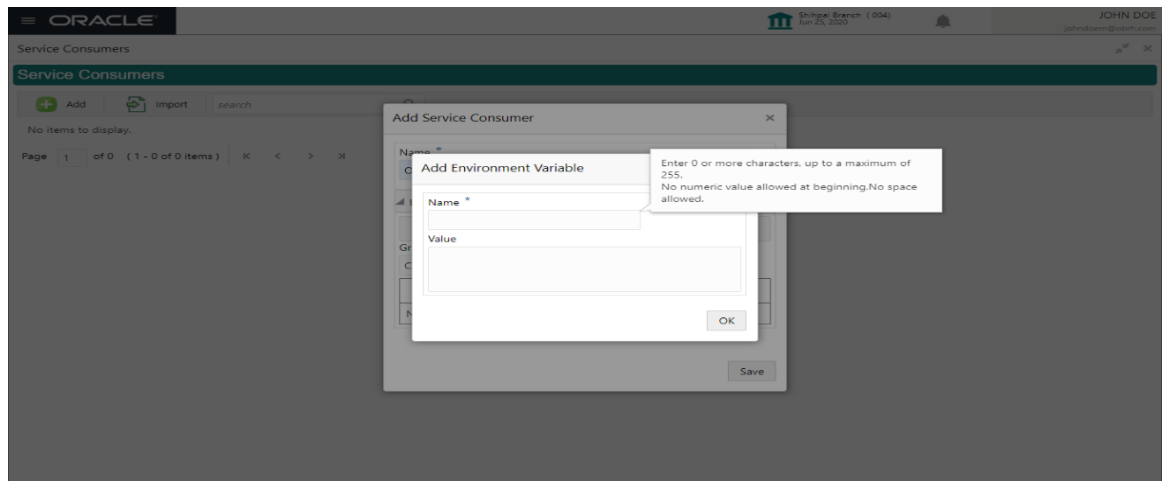 ORACLE
Shihpai Branch ( 004)
Jun 25, 2020
JOHN DOE
Service Consumers
Service Consumers
Add
Import
search
No items to display.
Page 1 of 0 ( 1 - 0 of 0 items )
Add Service Consumer
Name *
Add Environment Variable
Enter 0 or more characters, up to a maximum of
255.
No numeric value allowed at beginning.No space
allowed.
Name *
Value
OK
Save